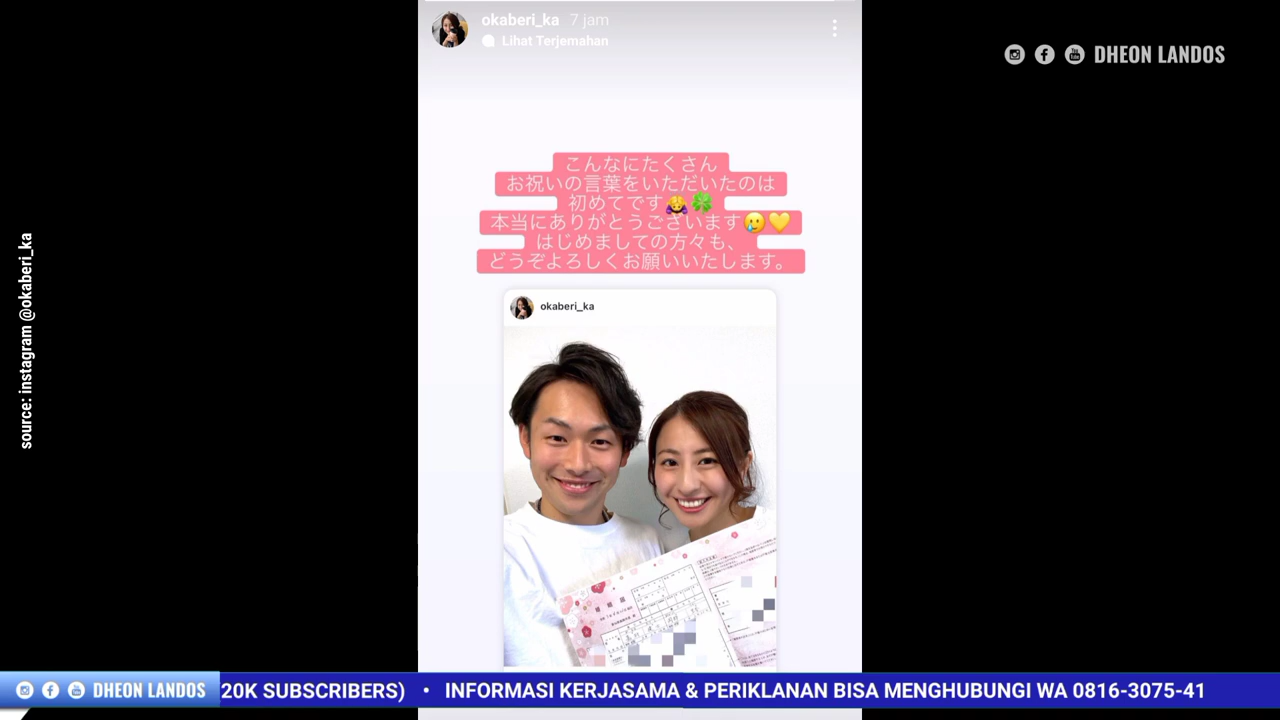 okaberi_ka 7 jam
Lihat Terjemahan
DHEON LANDOS
こんなにたくさん
お祝いの言葉をいただいたのは
初めてです🙇‍♀️🍀
本当にありがとうございます🥲💛
はじめましての方々も、
どうぞよろしくお願いいたします。
okaberi_ka
婚姻届
source: instagram @okaberi_ka
DHEON LANDOS
20K SUBSCRIBERS) • INFORMASI KERJASAMA & PERIKLANAN BISA MENGHUBUNGI WA 0816-3075-41